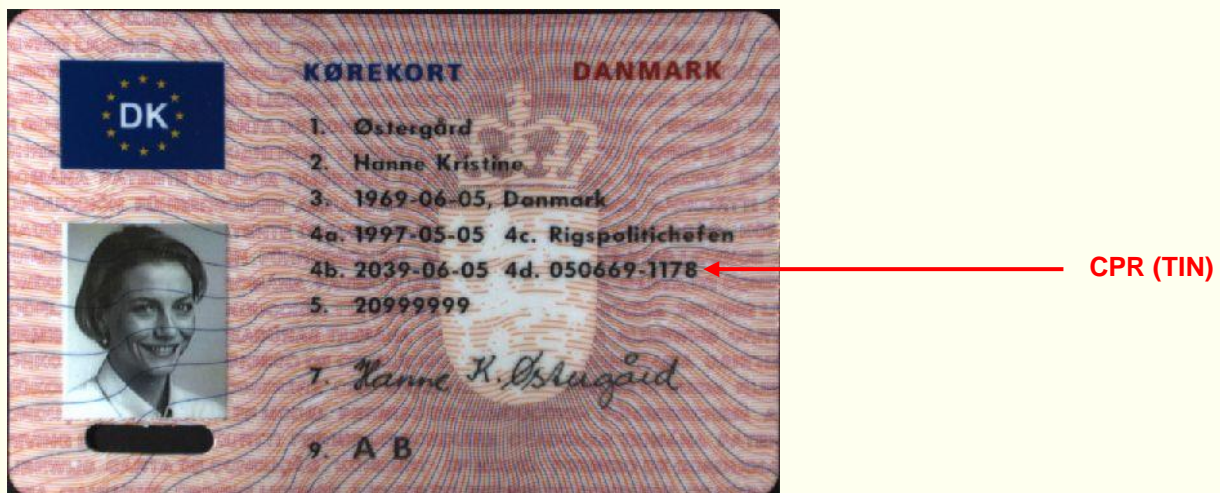 KØREKORT DANMARK
DK
1. Østergård
2. Hanne Kristine
3. 1969-06-05, Danmark
4a. 1997-05-05 4c. Rigspolitichefen
4b. 2039-06-05 4d. 050669-1178
CPR (TIN)
5. 20999999
7. Hanne K. Østergård
9. A B